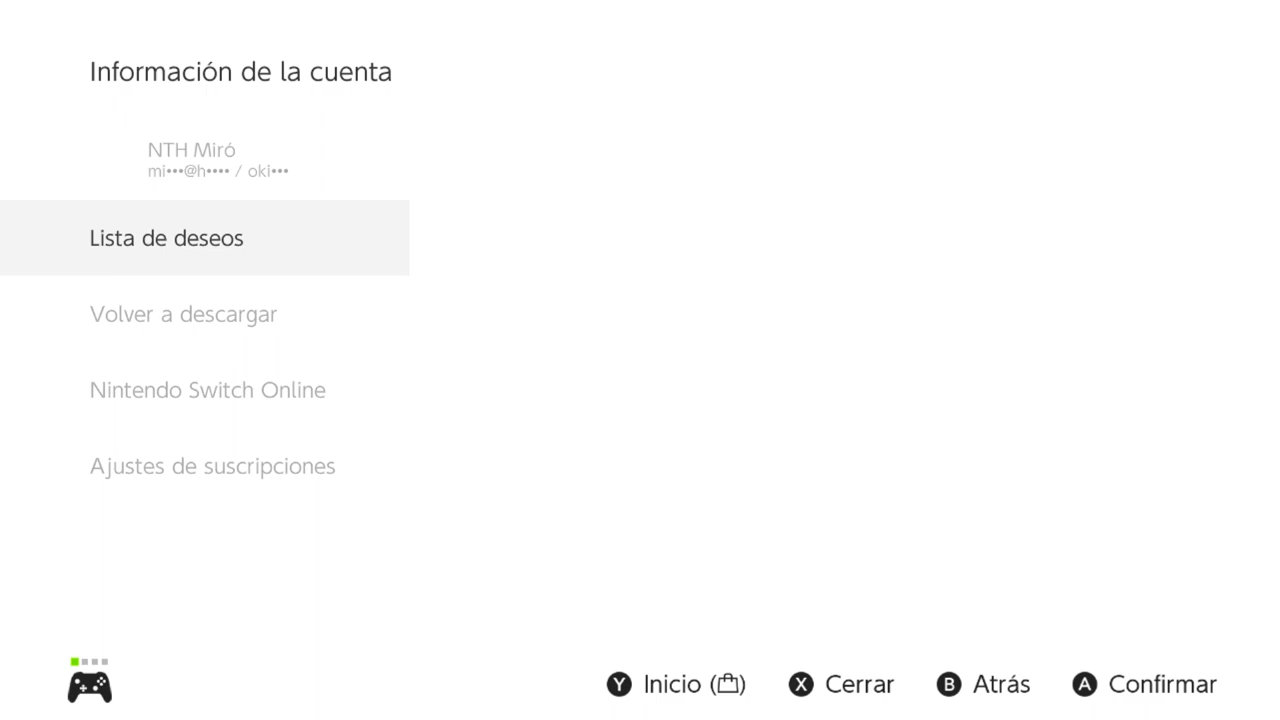 Información de la cuenta
NTH Miró
mi•••@h•••• / oki•••
Lista de deseos
Volver a descargar
Nintendo Switch Online
Ajustes de suscripciones
Y Inicio () X Cerrar B Atrás A Confirmar